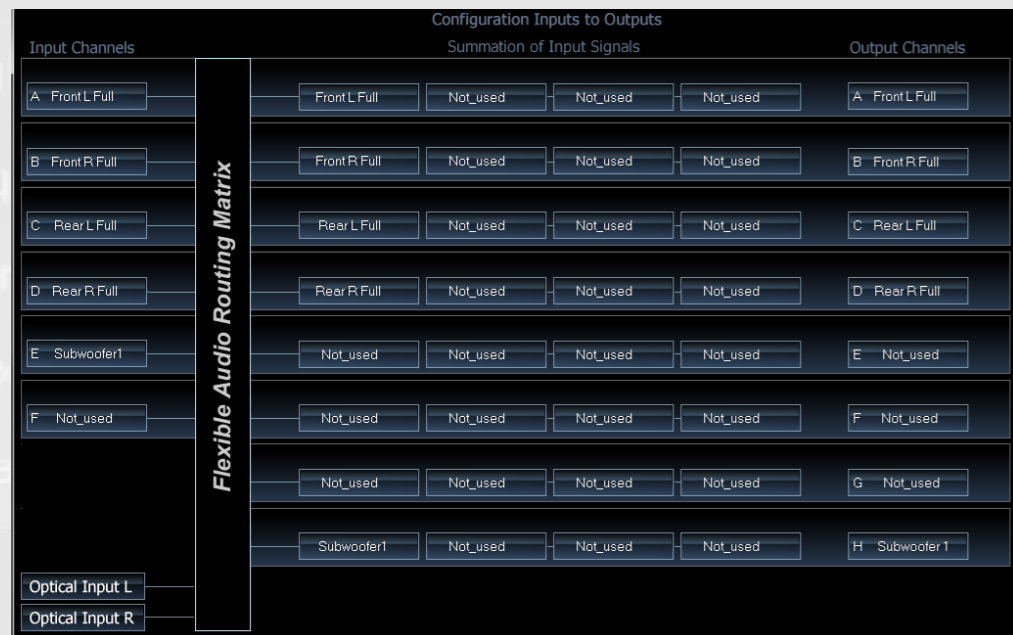 Configuration Inputs to Outputs
Input Channels Summation of Input Signals Output Channels
A Front L Full Front L Full Not_used Not_used Not_used A Front L Full
B Front R Full Front R Full Not_used Not_used Not_used B Front R Full
C Rear L Full Rear L Full Not_used Not_used Not_used C Rear L Full
D Rear R Full Rear R Full Not_used Not_used Not_used D Rear R Full
E Subwoofer1 Not_used Not_used Not_used Not_used E Not_used
F Not_used Not_used Not_used Not_used Not_used F Not_used
Not_used Not_used Not_used Not_used G Not_used
Subwoofer1 Not_used Not_used Not_used H Subwoofer 1
Flexible Audio Routing Matrix
Optical Input L
Optical Input R